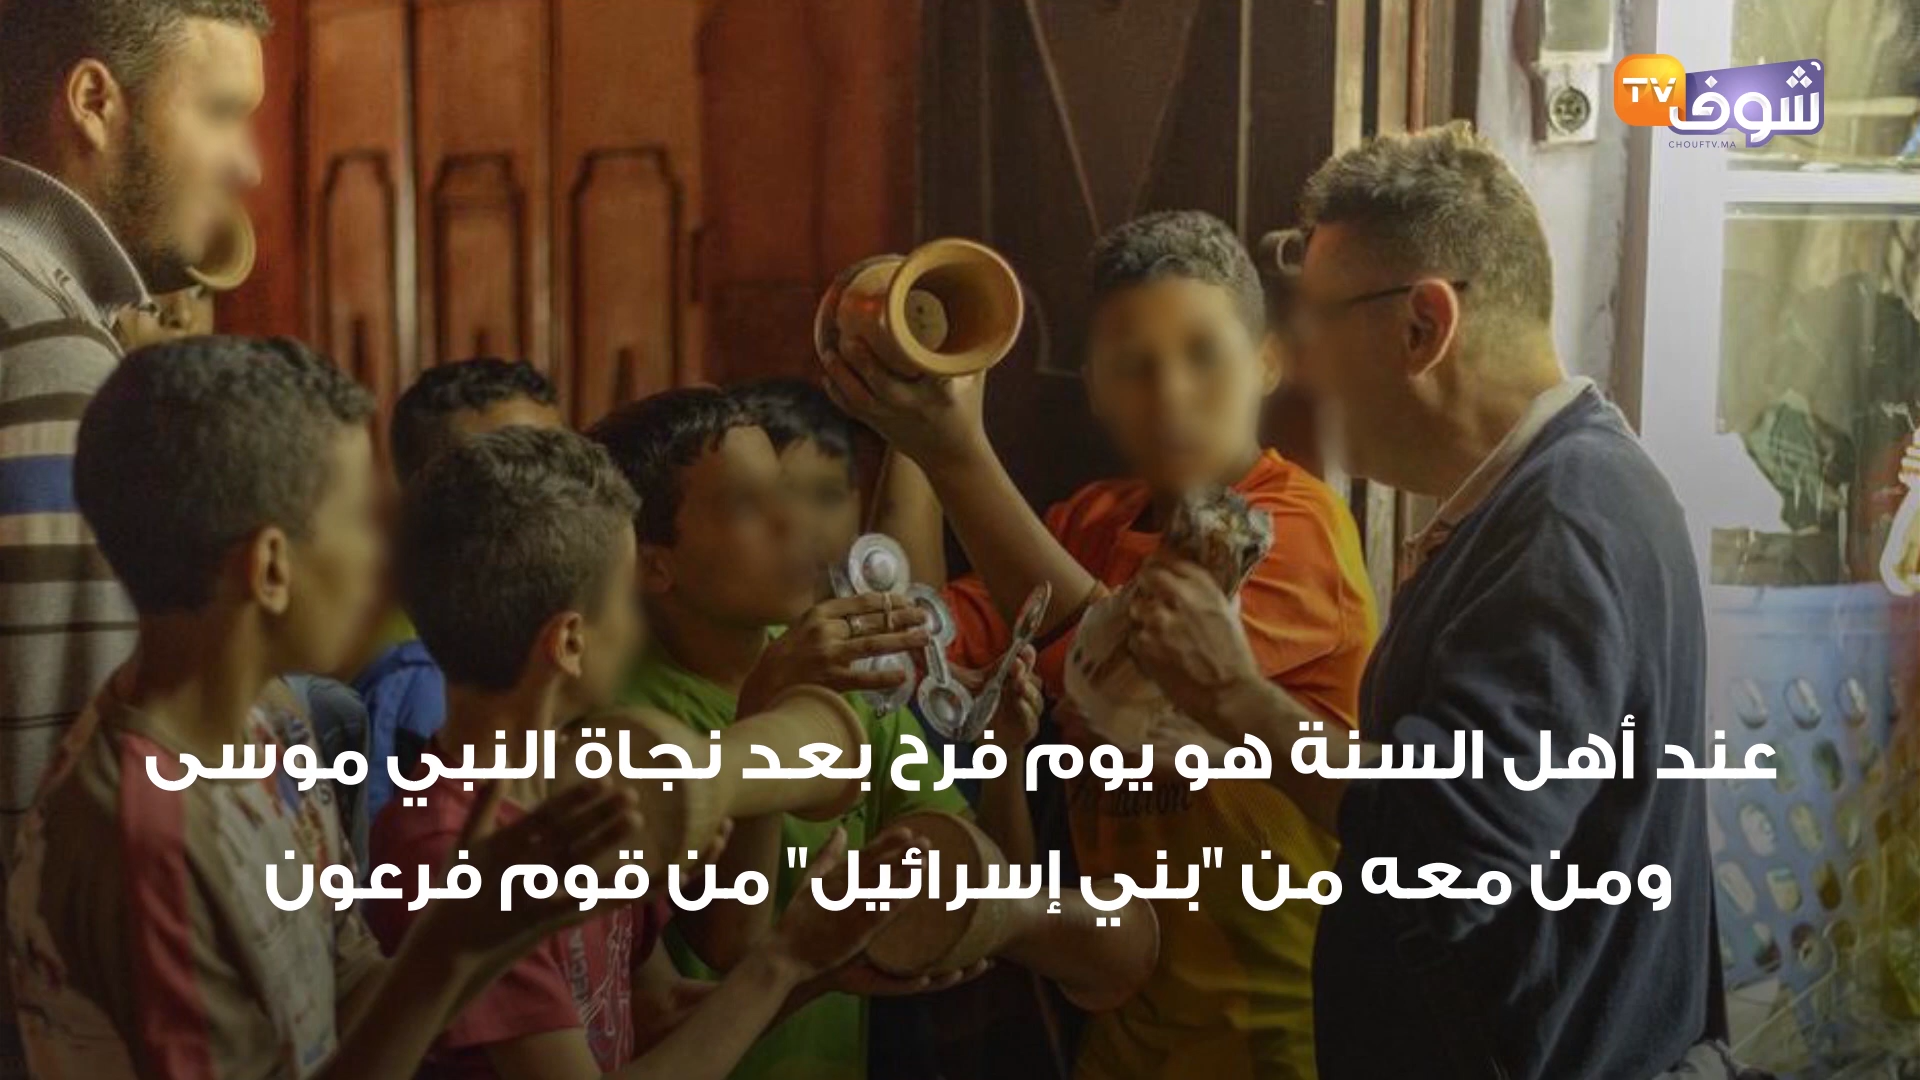 TV شوف
CHOUFTV.MA
عند أهل السنة هو يوم فرح بعد نجاة النبي موسى
ومن معه من "بني إسرائيل" من قوم فرعون